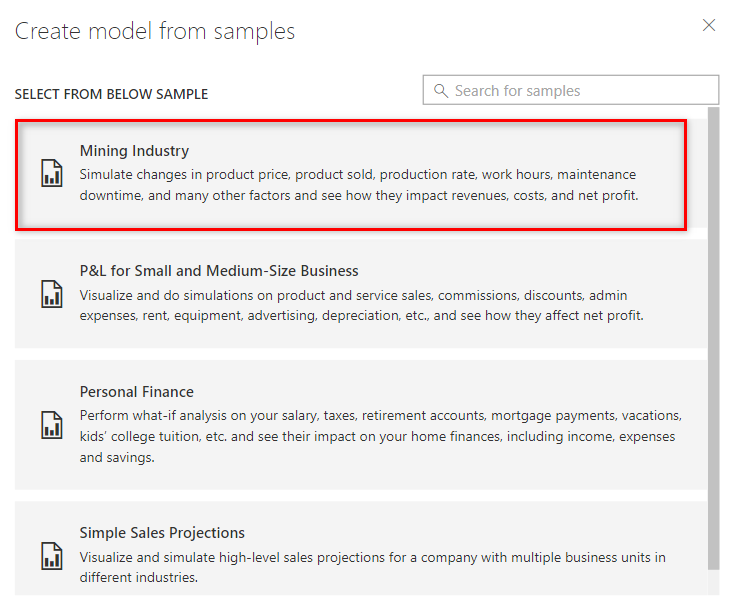 Create model from samples
SELECT FROM BELOW SAMPLE
Search for samples
Mining Industry
Simulate changes in product price, product sold, production rate, work hours, maintenance
downtime, and many other factors and see how they impact revenues, costs, and net profit.
P&L for Small and Medium-Size Business
Visualize and do simulations on product and service sales, commissions, discounts, admin
expenses, rent, equipment, advertising, depreciation, etc., and see how they affect net profit.
Personal Finance
Perform what-if analysis on your salary, taxes, retirement accounts, mortgage payments, vacations,
kids’ college tuition, etc. and see their impact on your home finances, including income, expenses
and savings.
Simple Sales Projections
Visualize and simulate high-level sales projections for a company with multiple business units in
different industries.